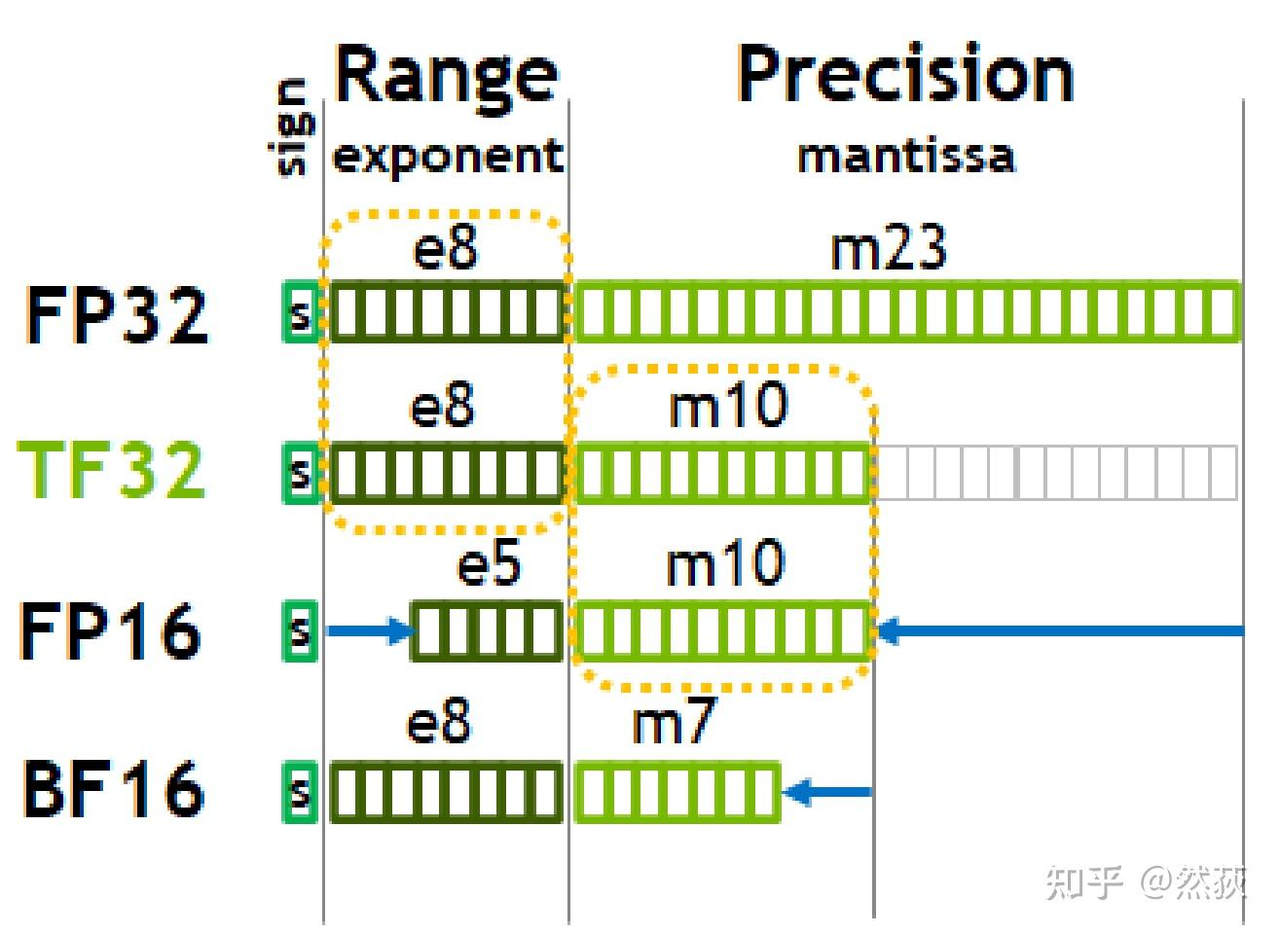 sign Range Precision
exponent mantissa
e8 m23
FP32 s
e8 m10
TF32 s
e5 m10
FP16 s
e8 m7
BF16 s
知乎 @然荻